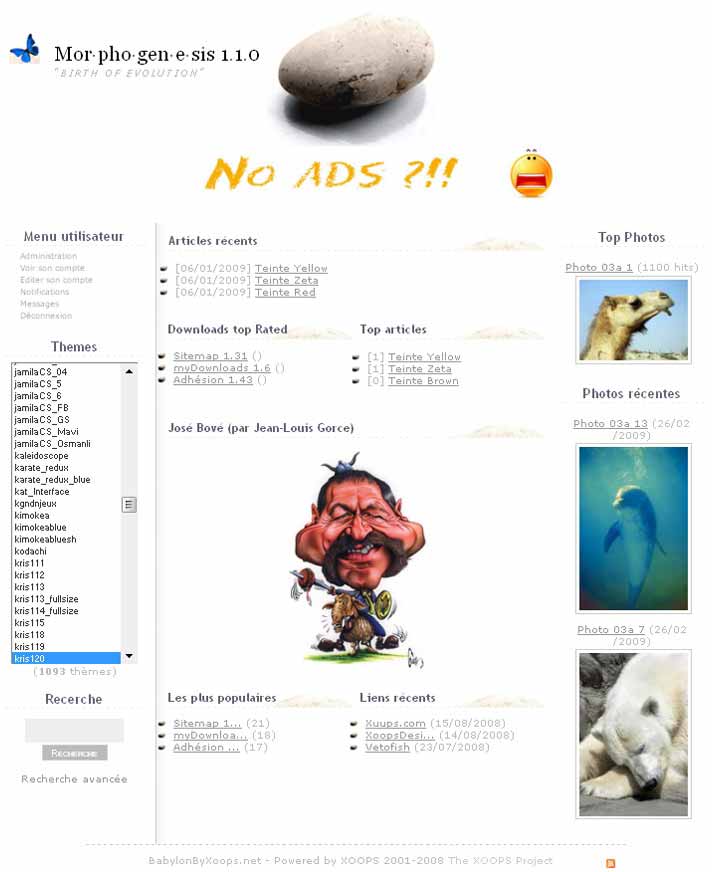 Mor·pho·gen·e·sis 1.1.0
"BIRTH OF EVOLUTION"
No ADS ?!!
Menu utilisateur
Administration
Voir son compte
Editer son compte
Notifications
Messages
Déconnexion
Themes
jamilaCS_04
jamilaCS_5
jamilaCS_6
jamilaCS_FB
jamilaCS_GS
jamilaCS_Mavi
jamilaCS_Osmanli
kaleidoscope
karate_redux
karate_redux_blue
kat_Interface
kgndnjeux
kimokea
kimokeablue
kimokeabluesh
kodachi
kris111
kris112
kris113
kris113_fullsize
kris114_fullsize
kris115
kris118
kris119
kris120
(1093 thèmes)
Recerche
Recherche
Recherche avancée
Articles récents
[06/01/2009] Teinte Yellow
[06/01/2009] Teinte Zeta
[06/01/2009] Teinte Red
Downloads top Rated
Sitemap 1.31 ()
myDownloads 1.6 ()
Adhésion 1.43 ()
Top articles
[1] Teinte Yellow
[1] Teinte Zeta
[0] Teinte Brown
José Bové (par Jean-Louis Gorce)
Les plus populaires
Sitemap 1... (21)
myDownloa... (18)
Adhésion ... (17)
Liens récents
Xuups.com (15/08/2008)
XoopsDesi... (14/08/2008)
Vetofish (23/07/2008)
Top Photos
Photo 03a 1 (1100 hits)
Photos récentes
Photo 03a 13 (26/02
/2009)
Photo 03a 7 (26/02
/2009)
BabylonByXoops.net - Powered by XOOPS 2001-2008 The XOOPS Project